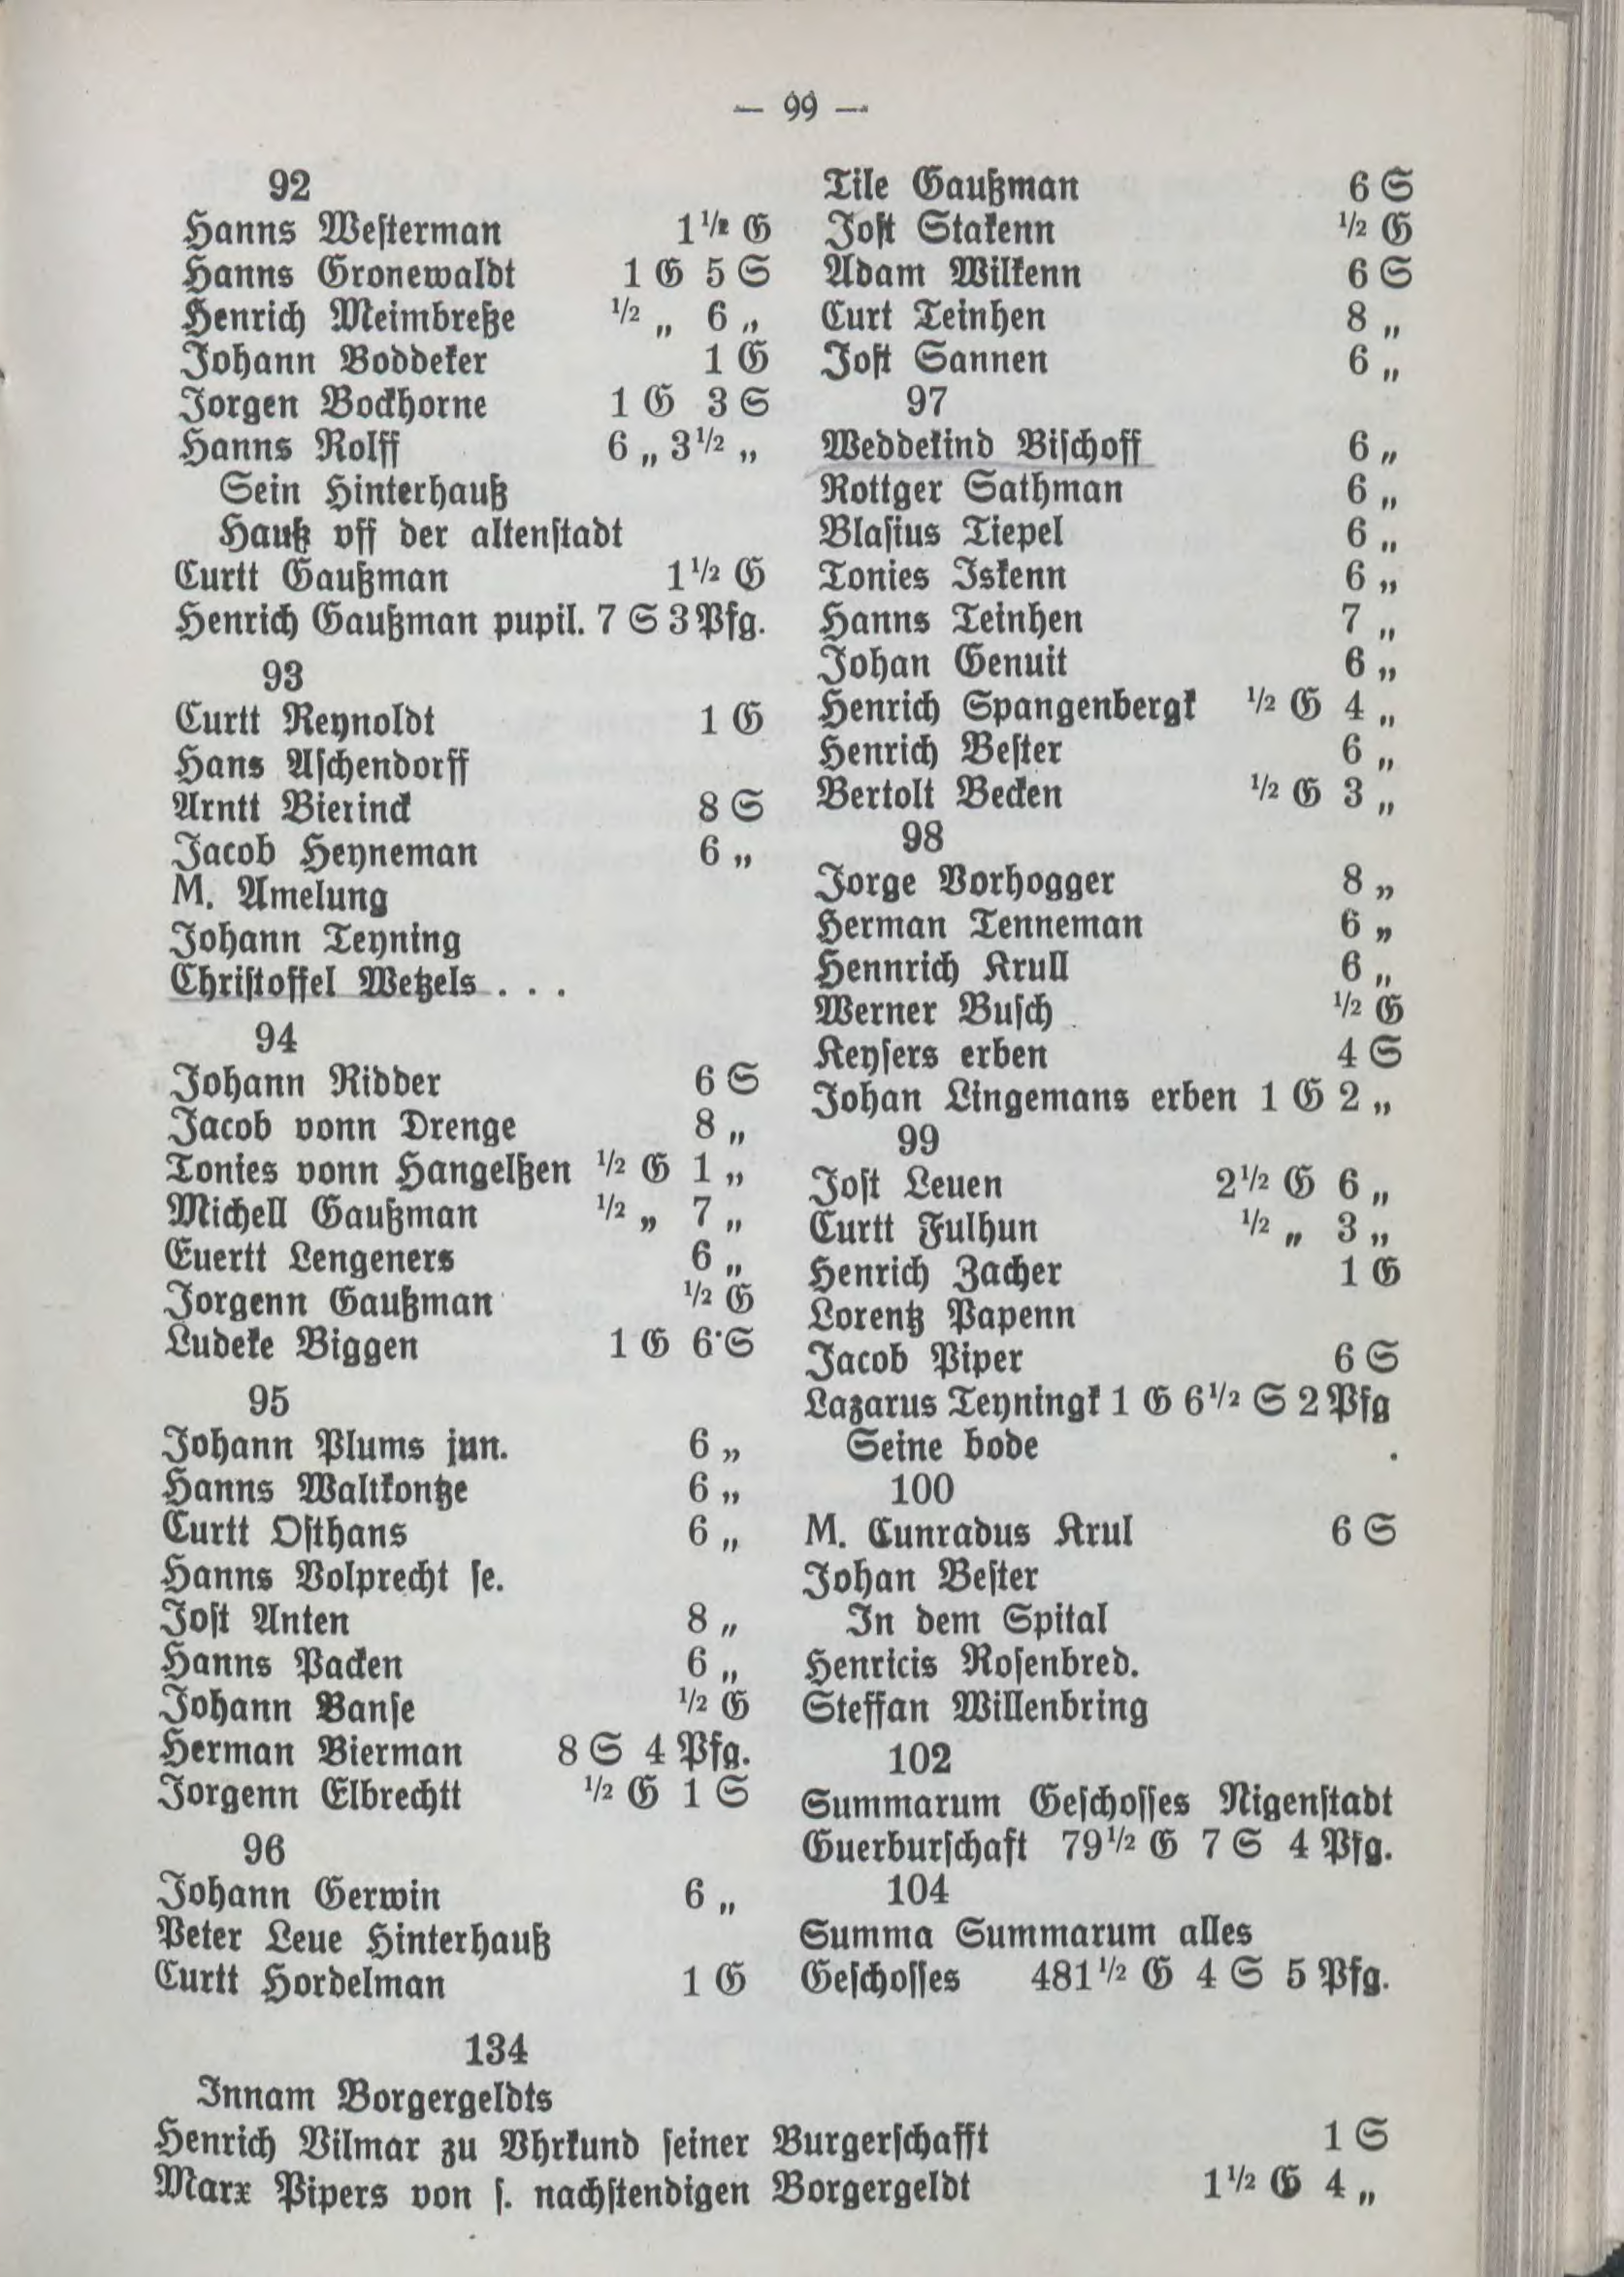 — 99 —
92
Hanns Westerman 1½ G
Hanns Gronewaldt 1 G 5 S
Henrich Meimbreße ½ „ 6 „
Johann Boddeker 1 G
Jorgen Bockhorne 1 G 3 S
Hanns Rolff 6 „ 3½ „
Sein Hinterhauß
Hauß vff der altenstadt
Curtt Gaußman 1½ G
Henrich Gaußman pupil. 7 S 3 Pfg.
93
Curtt Reynoldt 1 G
Hans Aschendorff
Arntt Bierinck 8 S
Jacob Heyneman 6 „
M. Amelung
Johann Teyning
Christoffel Wetzels . . .
94
Johann Ridder 6 S
Jacob vonn Drenge 8 „
Tonies vonn Hangelßen ½ G 1 „
Michell Gaußman ½ „ 7 „
Euertt Lengeners 6 „
Jorgenn Gaußman ½ G
Ludeke Biggen 1 G 6 S
95
Johann Plums jun. 6 „
Hanns Waltkontze 6 „
Curtt Osthans 6 „
Hanns Volprecht se.
Jost Anten 8 „
Hanns Packen 6 „
Johann Banse ½ G
Herman Bierman 8 S 4 Pfg.
Jorgenn Elbrechtt ½ G 1 S
96
Johann Gerwin 6 „
Peter Leue Hinterhauß
Curtt Hordelman 1 G
Tile Gaußman 6 S
Jost Stakenn ½ G
Adam Wilkenn 6 S
Curt Teinhen 8 „
Jost Sannen 6 „
97
Weddekind Bischoff 6 „
Rottger Sathman 6 „
Blasius Tiepel 6 „
Tonies Iskenn 6 „
Hanns Teinhen 7 „
Johan Genuit 6 „
Henrich Spangenbergk ½ G 4 „
Henrich Bester 6 „
Bertolt Becken ½ G 3 „
98
Jorge Vorhogger 8 „
Herman Tenneman 6 „
Hennrich Krull 6 „
Werner Busch ½ G
Keysers erben 4 S
Johan Lingemans erben 1 G 2 „
99
Jost Leuen 2½ G 6 „
Curtt Fulhun ½ „ 3 „
Henrich Zacher 1 G
Lorentz Papenn
Jacob Piper 6 S
Lazarus Teyningk 1 G 6½ S 2 Pfg
Seine bode
100
M. Cunradus Krul 6 S
Johan Bester
In dem Spital
Henricis Rosenbred.
Steffan Willenbring
102
Summarum Geschosses Nigenstadt
Guerburschaft 79½ G 7 S 4 Pfg.
104
Summa Summarum alles
Geschosses 481½ G 4 S 5 Pfg.
134
Innam Borgergeldts
Henrich Vilmar zu Vhrkund seiner Burgerschafft 1 S
Marx Pipers von s. nachstendigen Borgergeldt 1½ G 4 „